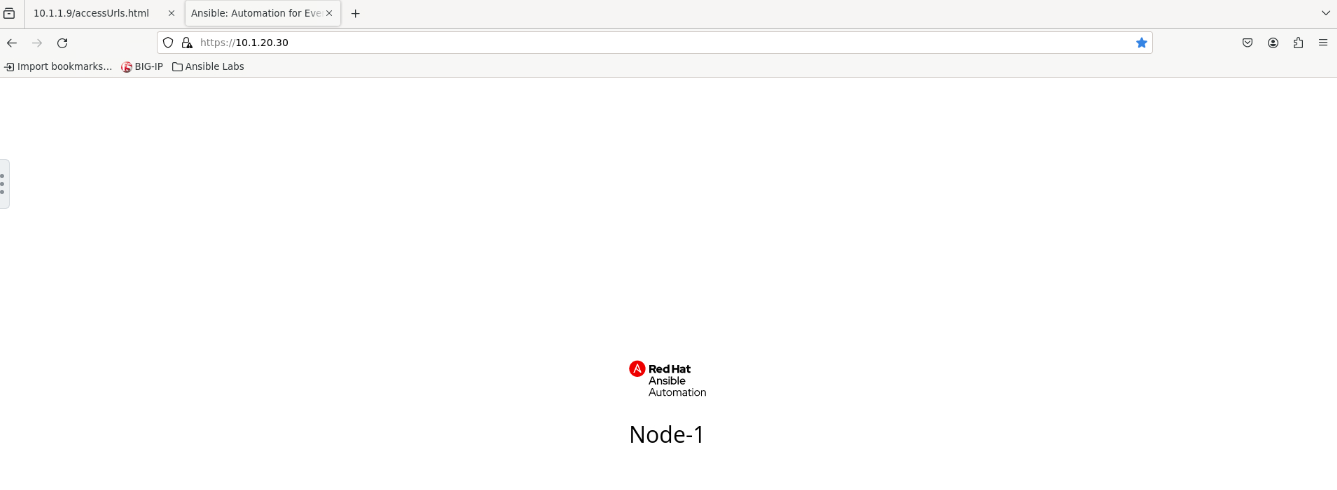 10.1.1.9/accessUrls.html
Ansible: Automation for Eve
https://10.1.20.30
Import bookmarks...
BIG-IP
Ansible Labs
Red Hat
Ansible
Automation
Node-1